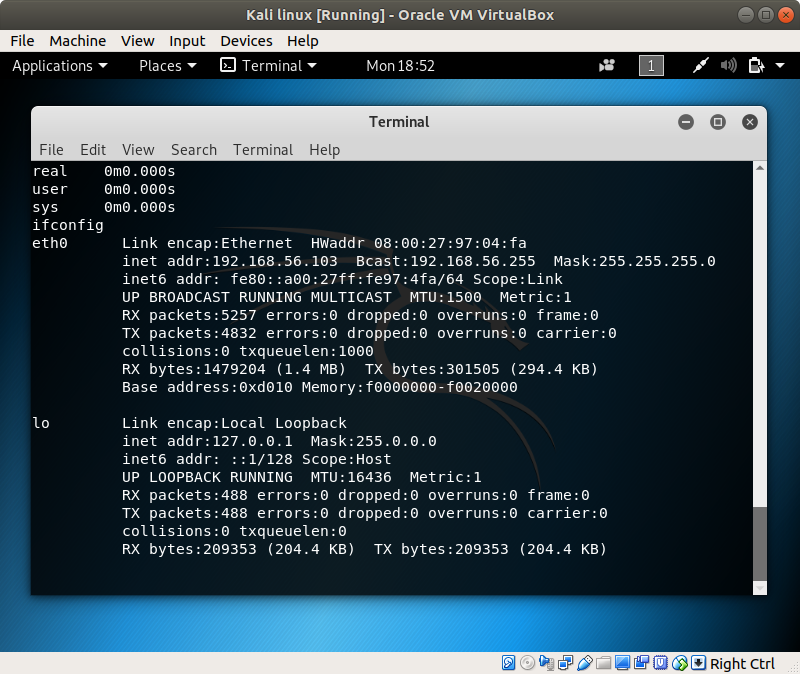 Kali linux [Running] - Oracle VM VirtualBox
File Machine View Input Devices Help
Applications Places Terminal Mon 18:52 1
Terminal
File Edit View Search Terminal Help
real 0m0.000s
user 0m0.000s
sys 0m0.000s
ifconfig
eth0 Link encap:Ethernet HWaddr 08:00:27:97:04:fa
inet addr:192.168.56.103 Bcast:192.168.56.255 Mask:255.255.255.0
inet6 addr: fe80::a00:27ff:fe97:4fa/64 Scope:Link
UP BROADCAST RUNNING MULTICAST MTU:1500 Metric:1
RX packets:5257 errors:0 dropped:0 overruns:0 frame:0
TX packets:4832 errors:0 dropped:0 overruns:0 carrier:0
collisions:0 txqueuelen:1000
RX bytes:1479204 (1.4 MB) TX bytes:301505 (294.4 KB)
Base address:0xd010 Memory:f0000000-f0020000
lo Link encap:Local Loopback
inet addr:127.0.0.1 Mask:255.0.0.0
inet6 addr: ::1/128 Scope:Host
UP LOOPBACK RUNNING MTU:16436 Metric:1
RX packets:488 errors:0 dropped:0 overruns:0 frame:0
TX packets:488 errors:0 dropped:0 overruns:0 carrier:0
collisions:0 txqueuelen:0
RX bytes:209353 (204.4 KB) TX bytes:209353 (204.4 KB)
Right Ctrl